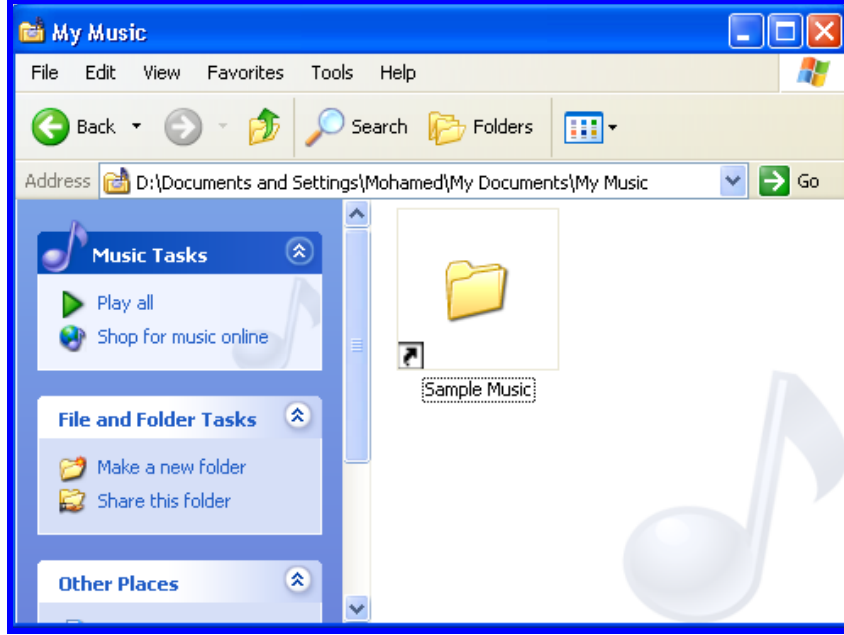 My Music
File Edit View Favorites Tools Help
Back Search Folders
Address D:\Documents and Settings\Mohamed\My Documents\My Music Go
Music Tasks
Play all
Shop for music online
File and Folder Tasks
Make a new folder
Share this folder
Other Places
Sample Music